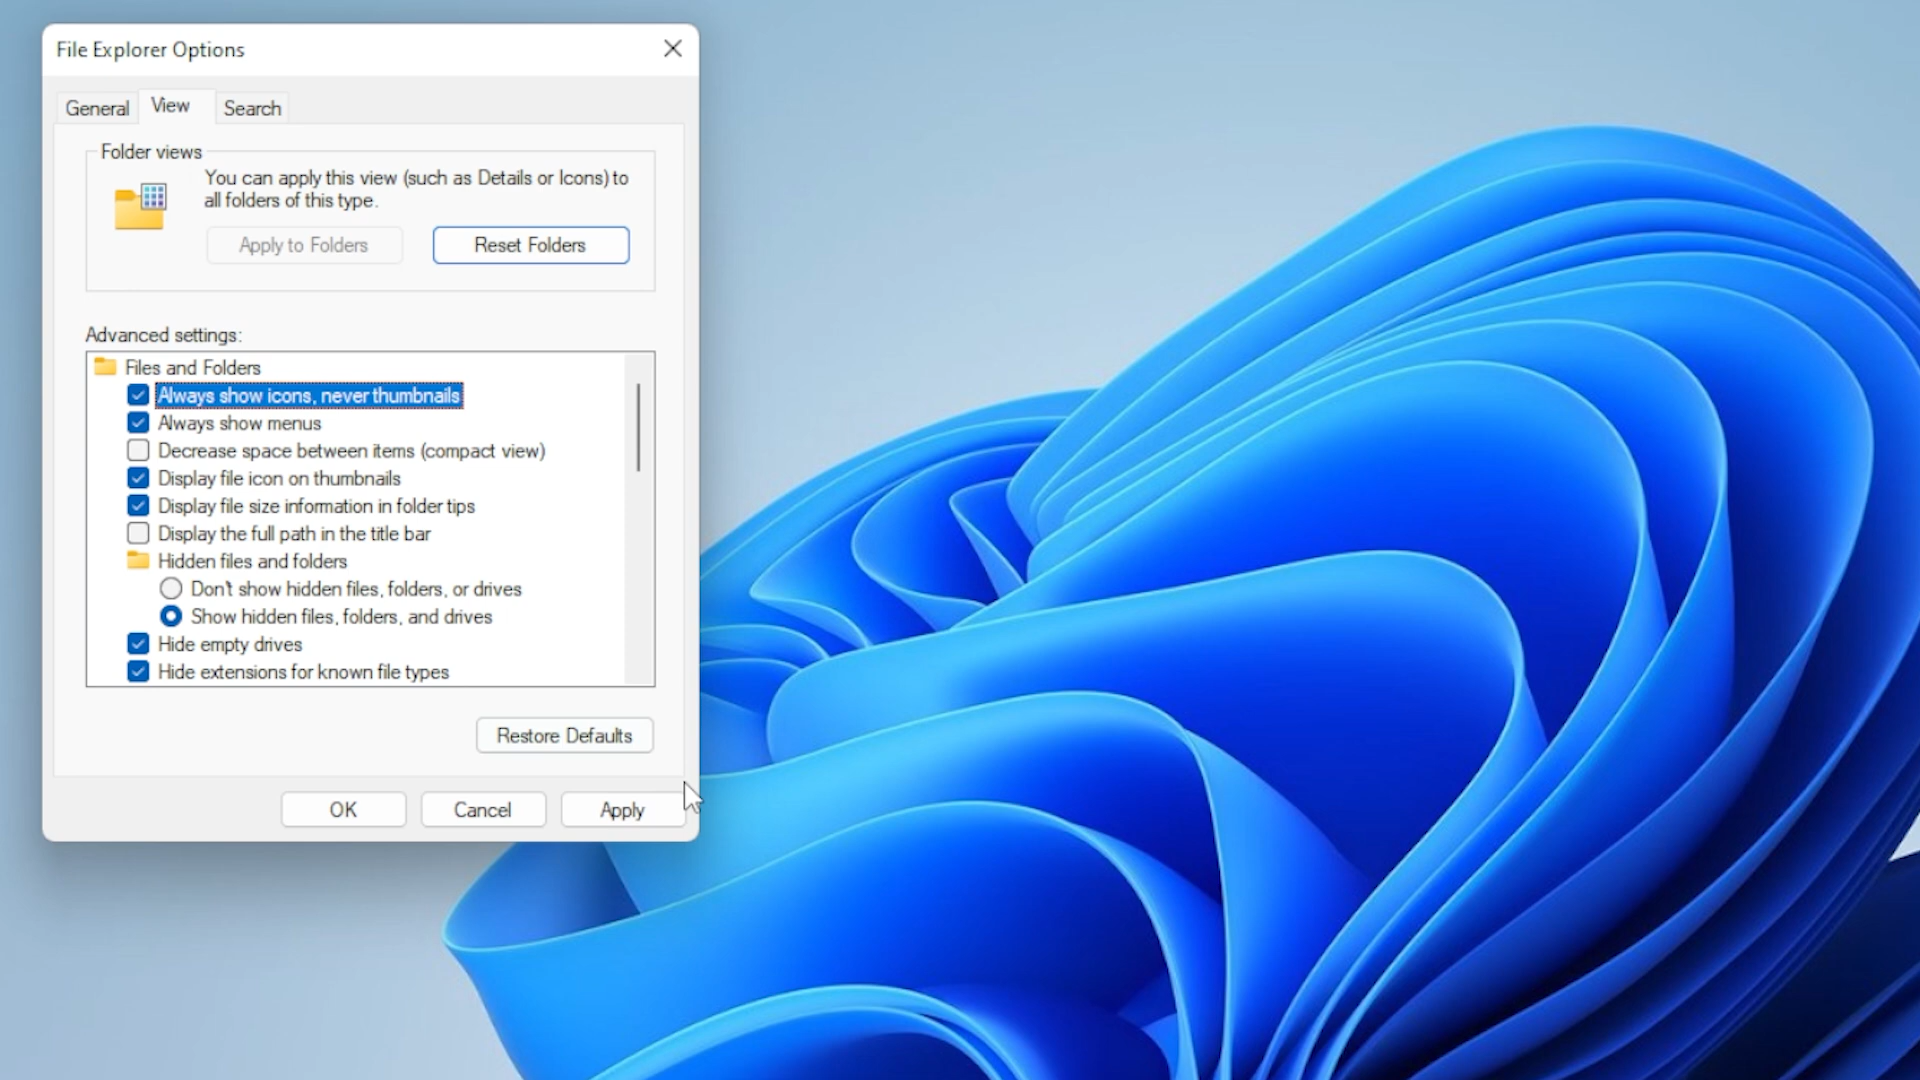 File Explorer Options
General
View
Search
Folder views
You can apply this view (such as Details or Icons) to
all folders of this type.
Apply to Folders
Reset Folders
Advanced settings:
Files and Folders
Always show icons, never thumbnails
Always show menus
Decrease space between items (compact view)
Display file icon on thumbnails
Display file size information in folder tips
Display the full path in the title bar
Hidden files and folders
Don't show hidden files, folders, or drives
Show hidden files, folders, and drives
Hide empty drives
Hide extensions for known file types
Restore Defaults
OK
Cancel
Apply